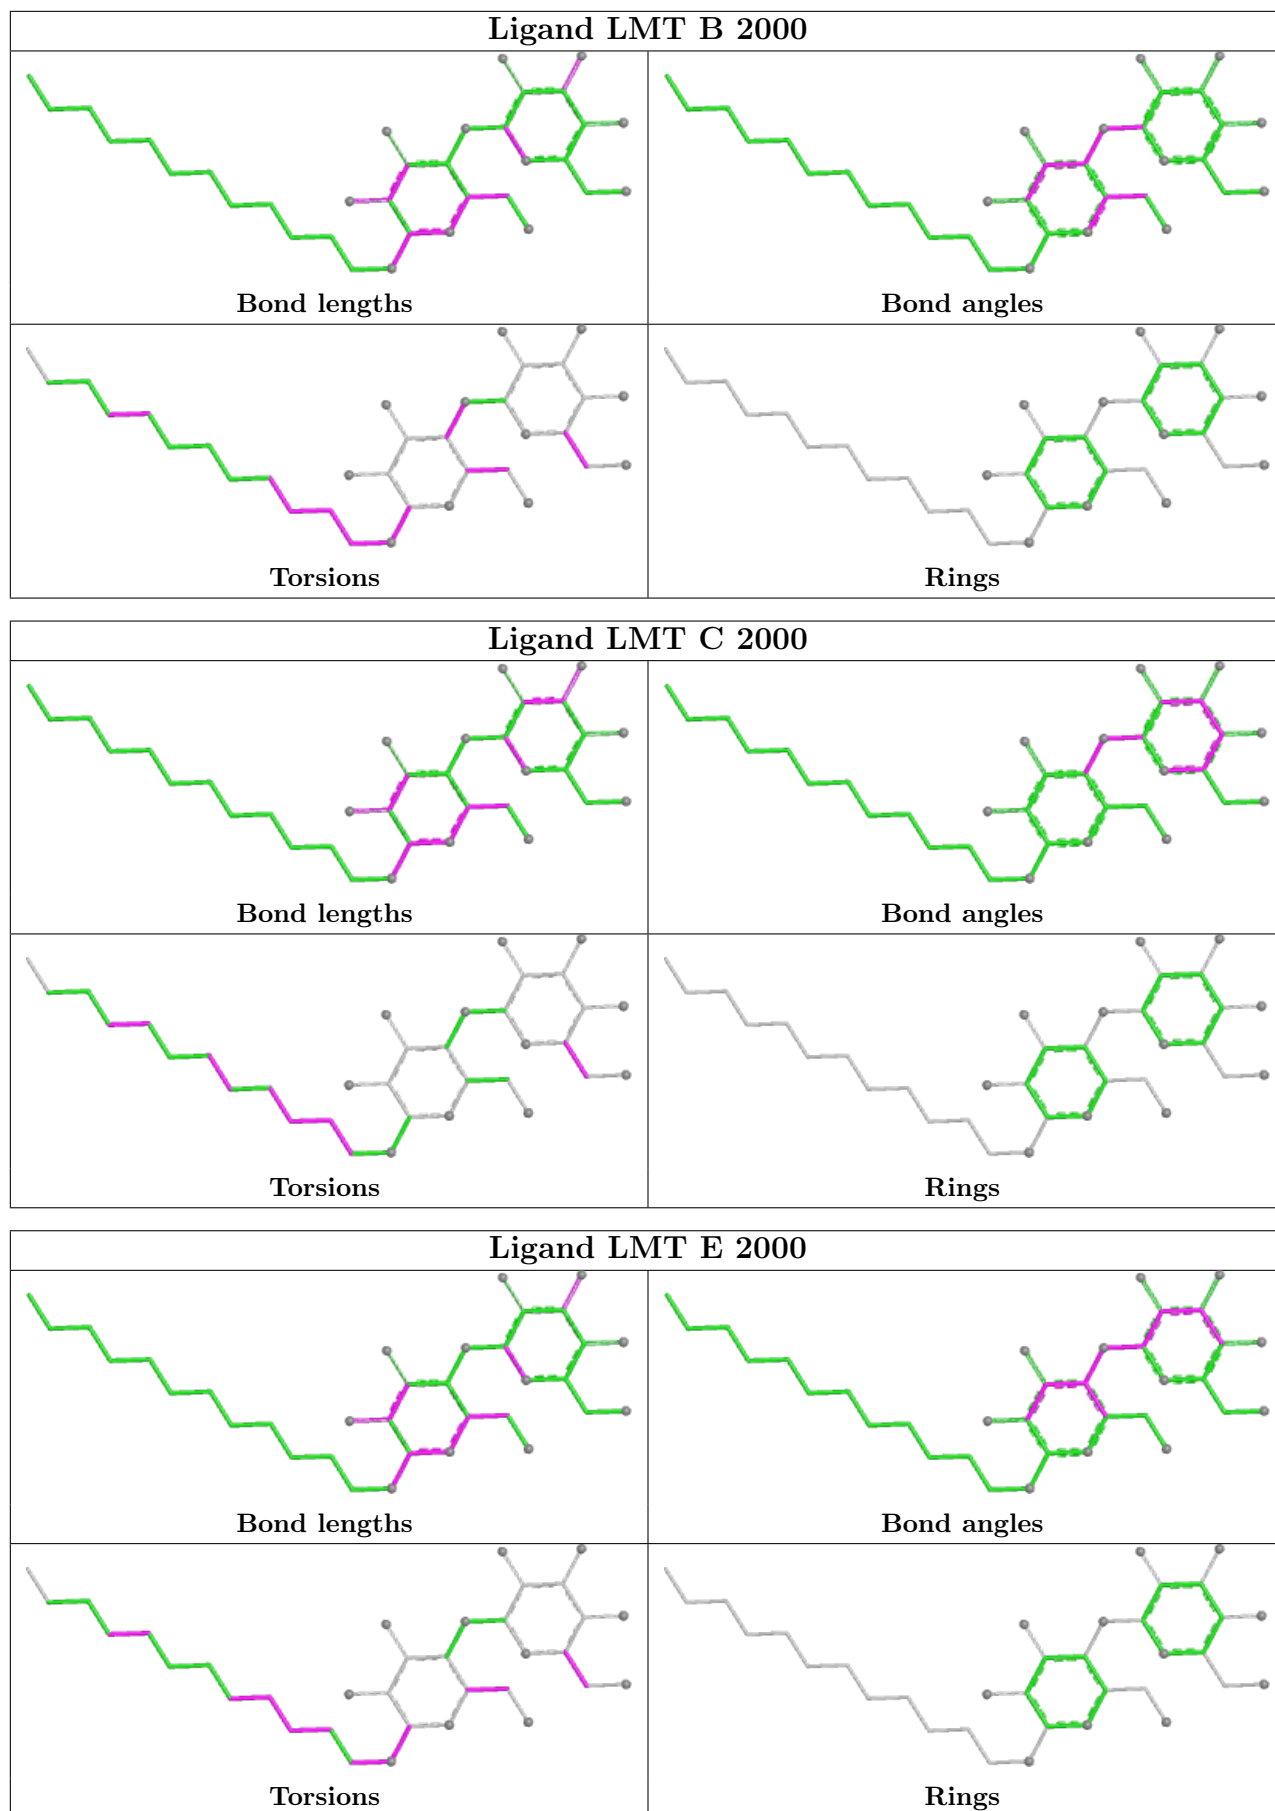 Ligand LMT B 2000
Bond lengths
Bond angles
Torsions
Rings
Ligand LMT C 2000
Bond lengths
Bond angles
Torsions
Rings
Ligand LMT E 2000
Bond lengths
Bond angles
Torsions
Rings